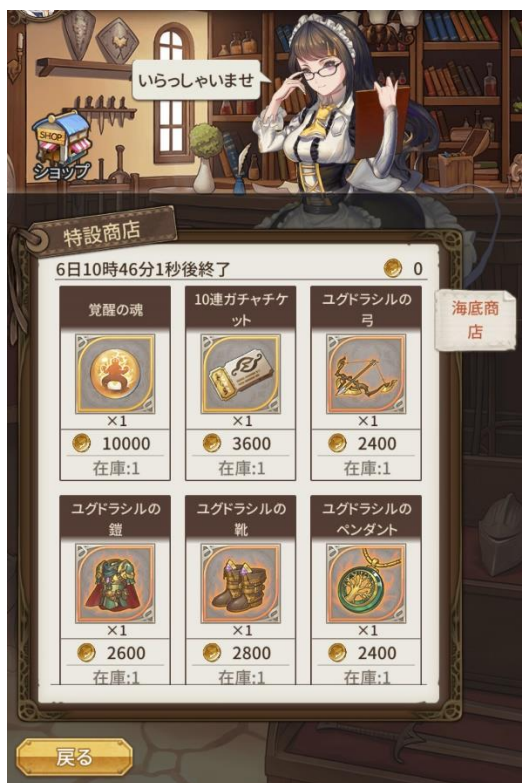 いらっしゃいませ
SHOP
ショップ
特設商店
6日10時46分1秒後終了
0
海底商
店
覚醒の魂
×1
10000
在庫:1
10連ガチャチケ
ット
×1
3600
在庫:1
ユグドラシルの
弓
×1
2400
在庫:1
ユグドラシルの
鎧
×1
2600
在庫:1
ユグドラシルの
靴
×1
2800
在庫:1
ユグドラシルの
ペンダント
×1
2400
在庫:1
戻る